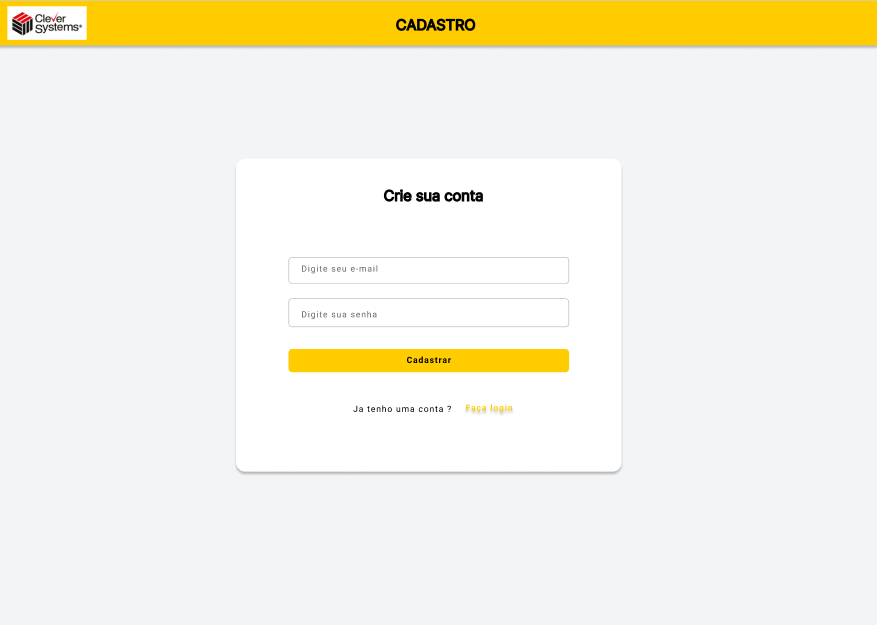 Clever
Systems®
CADASTRO
Crie sua conta
Digite seu e-mail
Digite sua senha
Cadastrar
Ja tenho uma conta ? Faça login